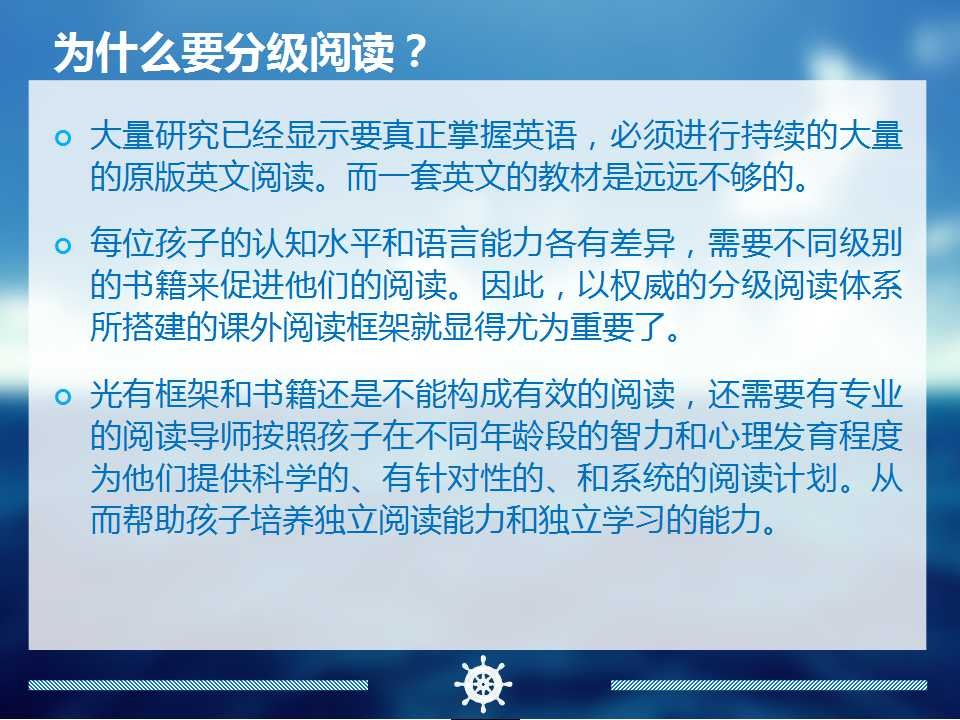 为什么要分级阅读？
大量研究已经显示要真正掌握英语，必须进行持续的大量
的原版英文阅读。而一套英文的教材是远远不够的。
每位孩子的认知水平和语言能力各有差异，需要不同级别
的书籍来促进他们的阅读。因此，以权威的分级阅读体系
所搭建的课外阅读框架就显得尤为重要了。
光有框架和书籍还是不能构成有效的阅读，还需要有专业
的阅读导师按照孩子在不同年龄段的智力和心理发育程度
为他们提供科学的、有针对性的、和系统的阅读计划。从
而帮助孩子培养独立阅读能力和独立学习的能力。